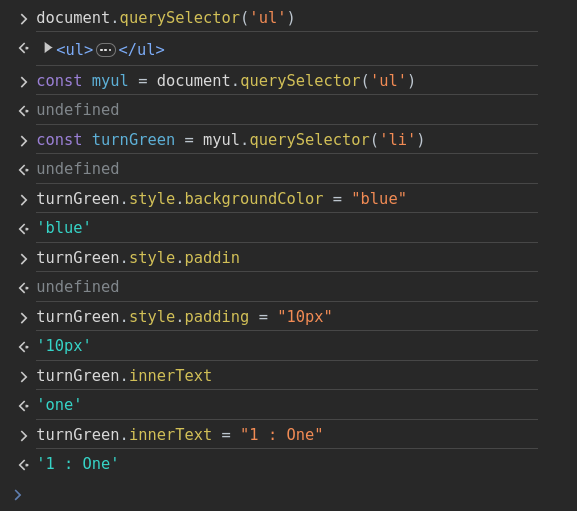 document.querySelector('ul')
<ul>…</ul>
const myul = document.querySelector('ul')
undefined
const turnGreen = myul.querySelector('li')
undefined
turnGreen.style.backgroundColor = "blue"
'blue'
turnGreen.style.paddin
undefined
turnGreen.style.padding = "10px"
'10px'
turnGreen.innerText
'one'
turnGreen.innerText = "1 : One"
'1 : One'